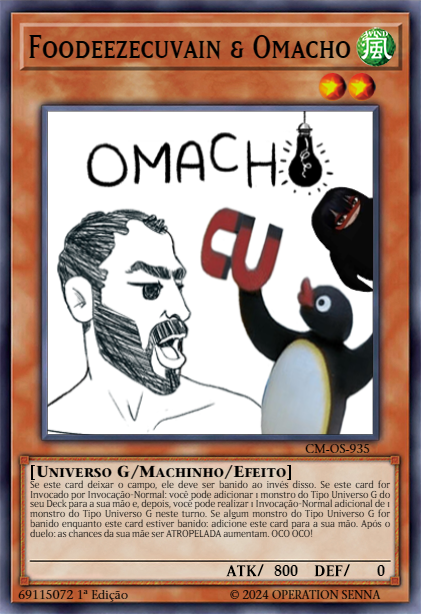 Foodeezecuvain & Omacho
WIND
風
OMACHO
CU
CM-OS-935
[Universo G/Machinho/Efeito]
Se este card deixar o campo, ele deve ser banido ao invés disso. Se este card for
Invocado por Invocação-Normal: você pode adicionar 1 monstro do Tipo Universo G do
seu Deck para a sua mão e, depois, você pode realizar 1 Invocação-Normal adicional de 1
monstro do Tipo Universo G neste turno. Se algum monstro do Tipo Universo G for
banido enquanto este card estiver banido: adicione este card para a sua mão. Após o
duelo: as chances da sua mãe ser ATROPELADA aumentam. OCO OCO!
ATK/ 800 DEF/ 0
69115072 1ª Edição
© 2024 OPERATION SENNA